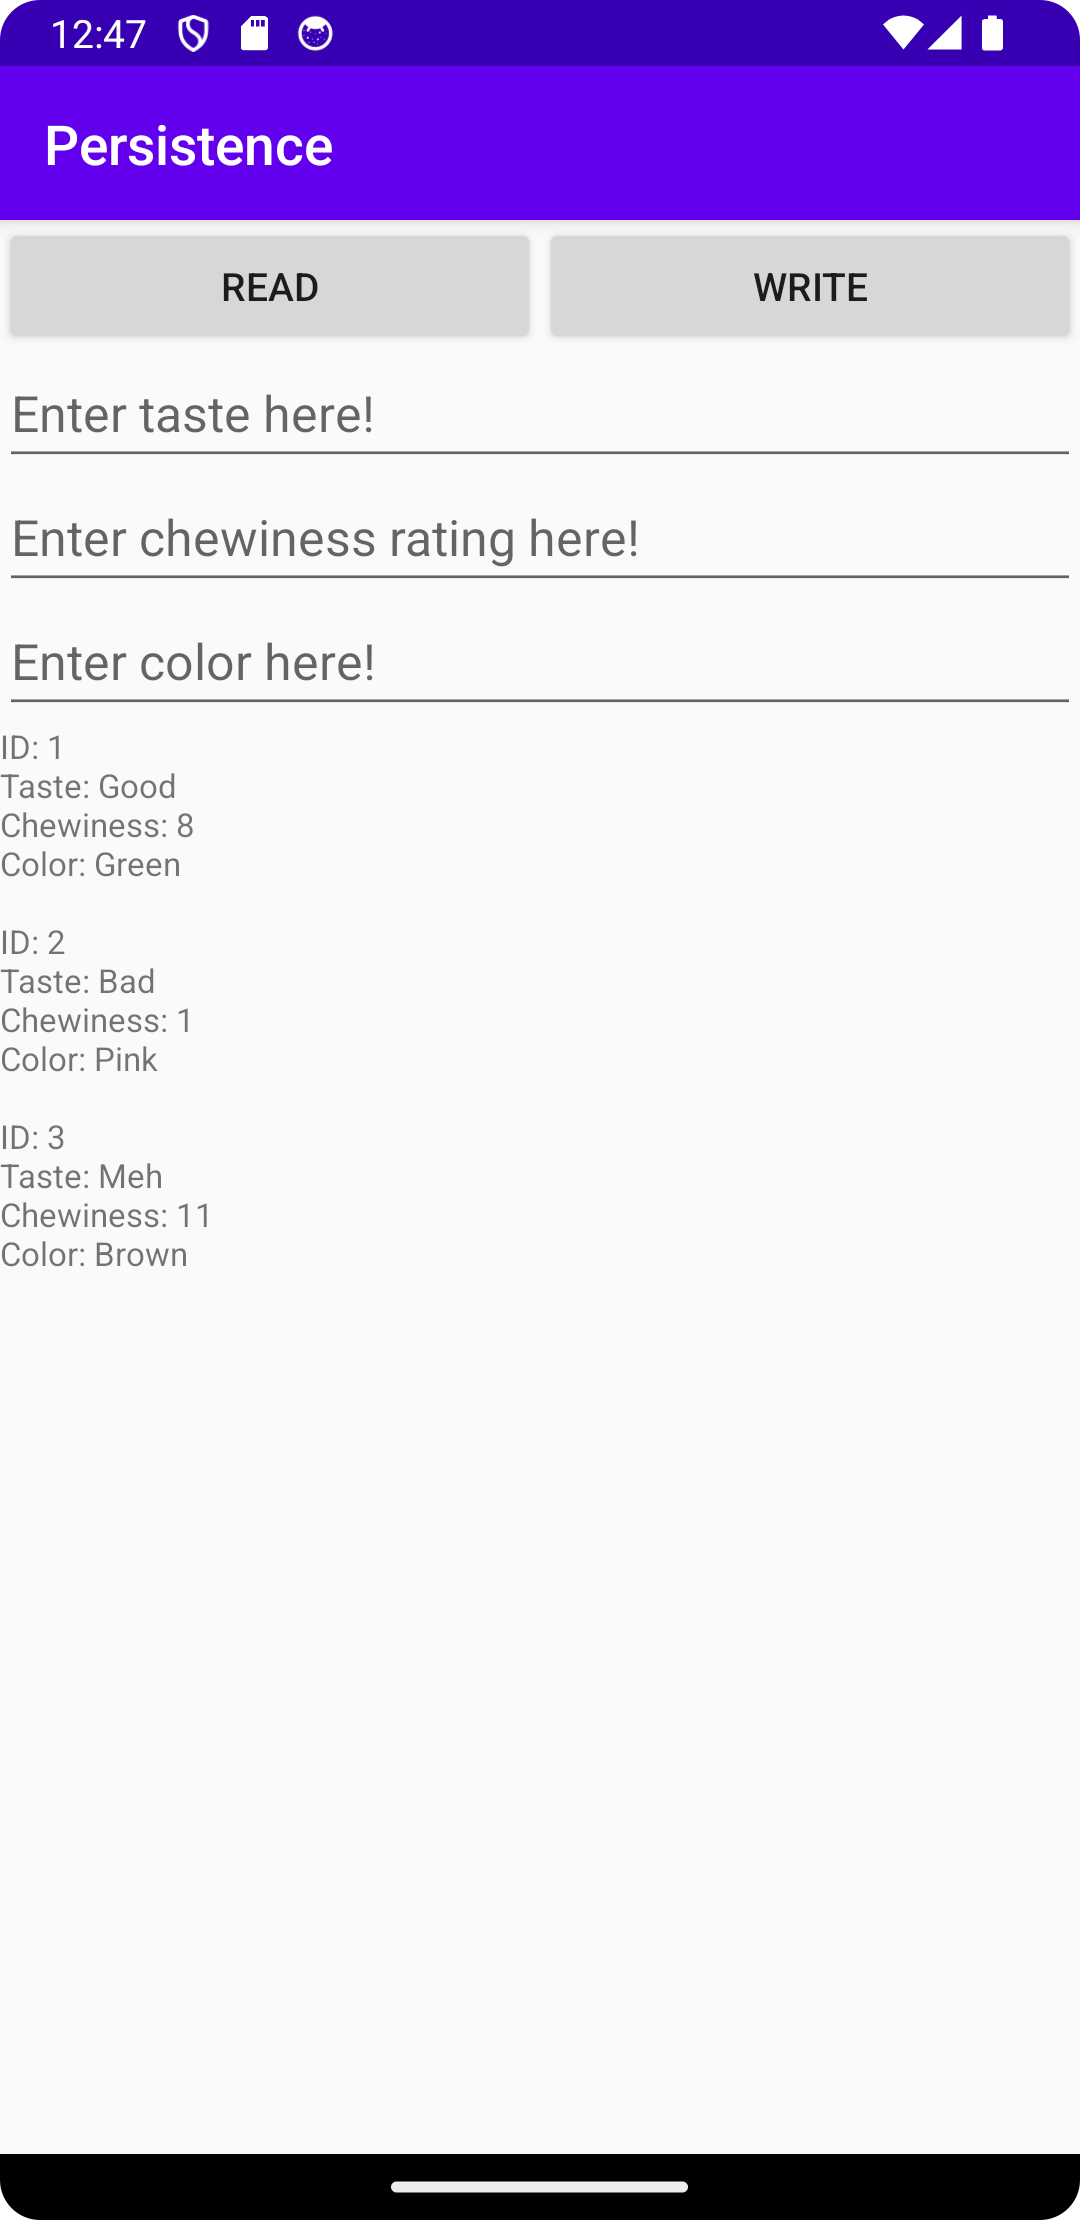 12:47
Persistence
READ WRITE
Enter taste here!
Enter chewiness rating here!
Enter color here!
ID: 1
Taste: Good
Chewiness: 8
Color: Green
ID: 2
Taste: Bad
Chewiness: 1
Color: Pink
ID: 3
Taste: Meh
Chewiness: 11
Color: Brown